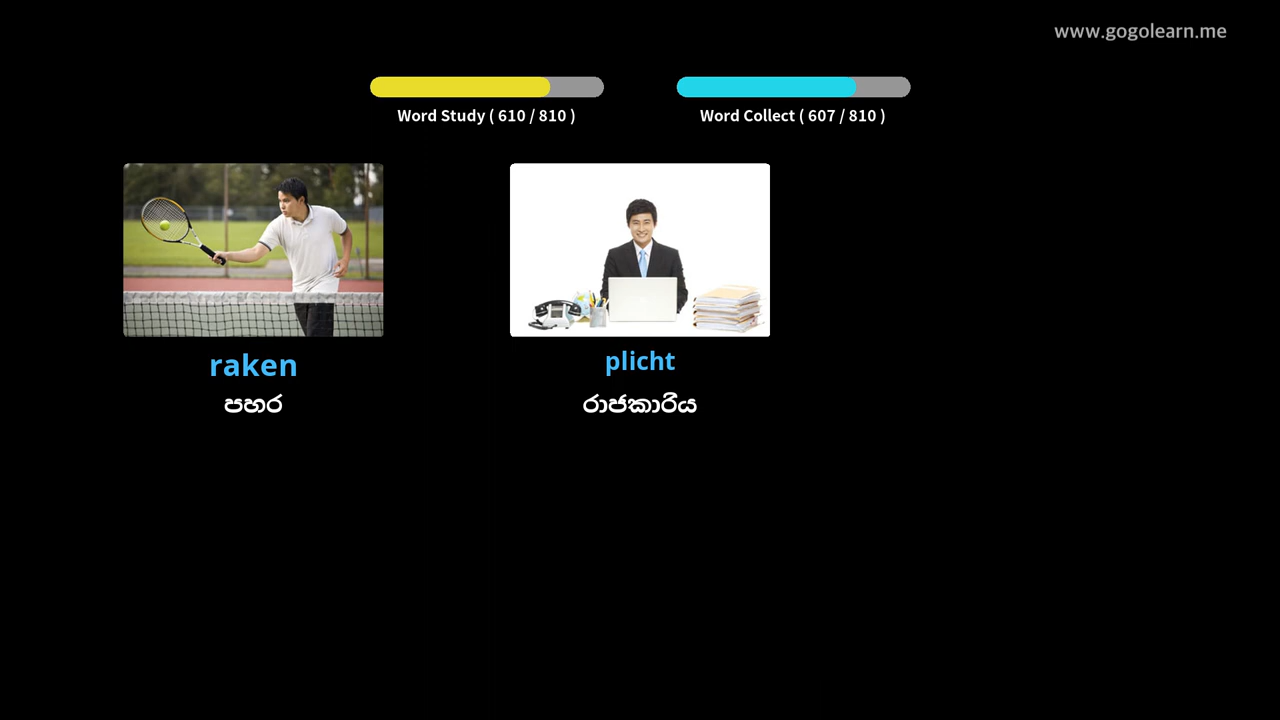 www.gogolearn.me
Word Study ( 610 / 810 )
Word Collect ( 607 / 810 )
raken
පහර
plicht
රාජකාරිය